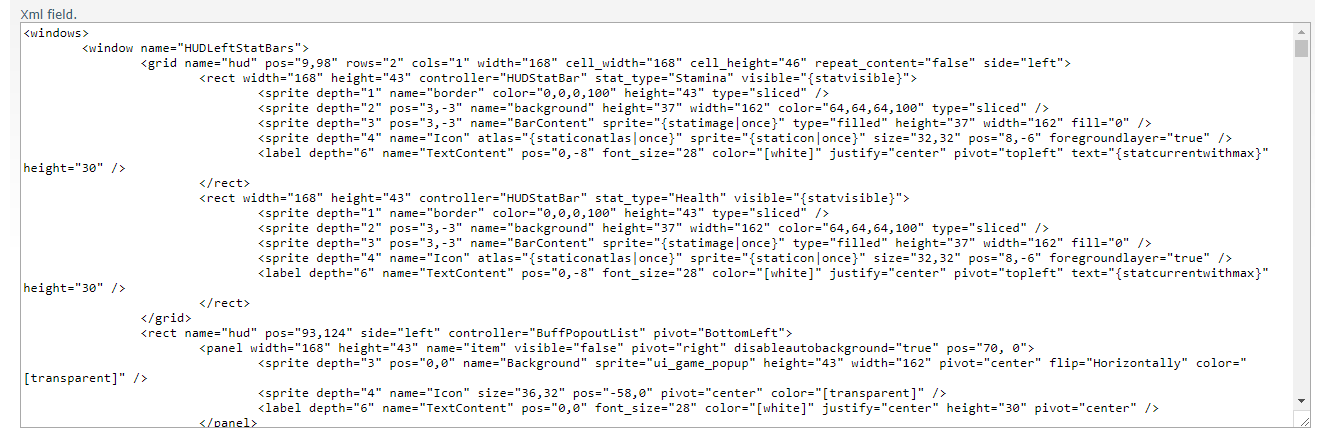 Xml field.
<windows>
<window name="HUDLeftStatBars">
<grid name="hud" pos="9,98" rows="2" cols="1" width="168" cell_width="168" cell_height="46" repeat_content="false" side="left">
<rect width="168" height="43" controller="HUDStatBar" stat_type="Stamina" visible="{statvisible}">
<sprite depth="1" name="border" color="0,0,0,100" height="43" type="sliced" />
<sprite depth="2" pos="3,-3" name="background" height="37" width="162" color="64,64,64,100" type="sliced" />
<sprite depth="3" pos="3,-3" name="BarContent" sprite="{statimage|once}" type="filled" height="37" width="162" fill="0" />
<sprite depth="4" name="Icon" atlas="{staticonatlas|once}" sprite="{staticon|once}" size="32,32" pos="8,-6" foregroundlayer="true" />
<label depth="6" name="TextContent" pos="0,-8" font_size="28" color="[white]" justify="center" pivot="topleft" text="{statcurrentwithmax}"
height="30" />
</rect>
<rect width="168" height="43" controller="HUDStatBar" stat_type="Health" visible="{statvisible}">
<sprite depth="1" name="border" color="0,0,0,100" height="43" type="sliced" />
<sprite depth="2" pos="3,-3" name="background" height="37" width="162" color="64,64,64,100" type="sliced" />
<sprite depth="3" pos="3,-3" name="BarContent" sprite="{statimage|once}" type="filled" height="37" width="162" fill="0" />
<sprite depth="4" name="Icon" atlas="{staticonatlas|once}" sprite="{staticon|once}" size="32,32" pos="8,-6" foregroundlayer="true" />
<label depth="6" name="TextContent" pos="0,-8" font_size="28" color="[white]" justify="center" pivot="topleft" text="{statcurrentwithmax}"
height="30" />
</rect>
</grid>
<rect name="hud" pos="93,124" side="left" controller="BuffPopoutList" pivot="BottomLeft">
<panel width="168" height="43" name="item" visible="false" pivot="right" disableautobackground="true" pos="70, 0">
<sprite depth="3" pos="0,0" name="Background" sprite="ui_game_popup" height="43" width="162" pivot="center" flip="Horizontally" color="
[transparent]" />
<sprite depth="4" name="Icon" size="36,32" pos="-58,0" pivot="center" color="[transparent]" />
<label depth="6" name="TextContent" pos="0,0" font_size="28" color="[white]" justify="center" height="30" pivot="center" />
</panel>